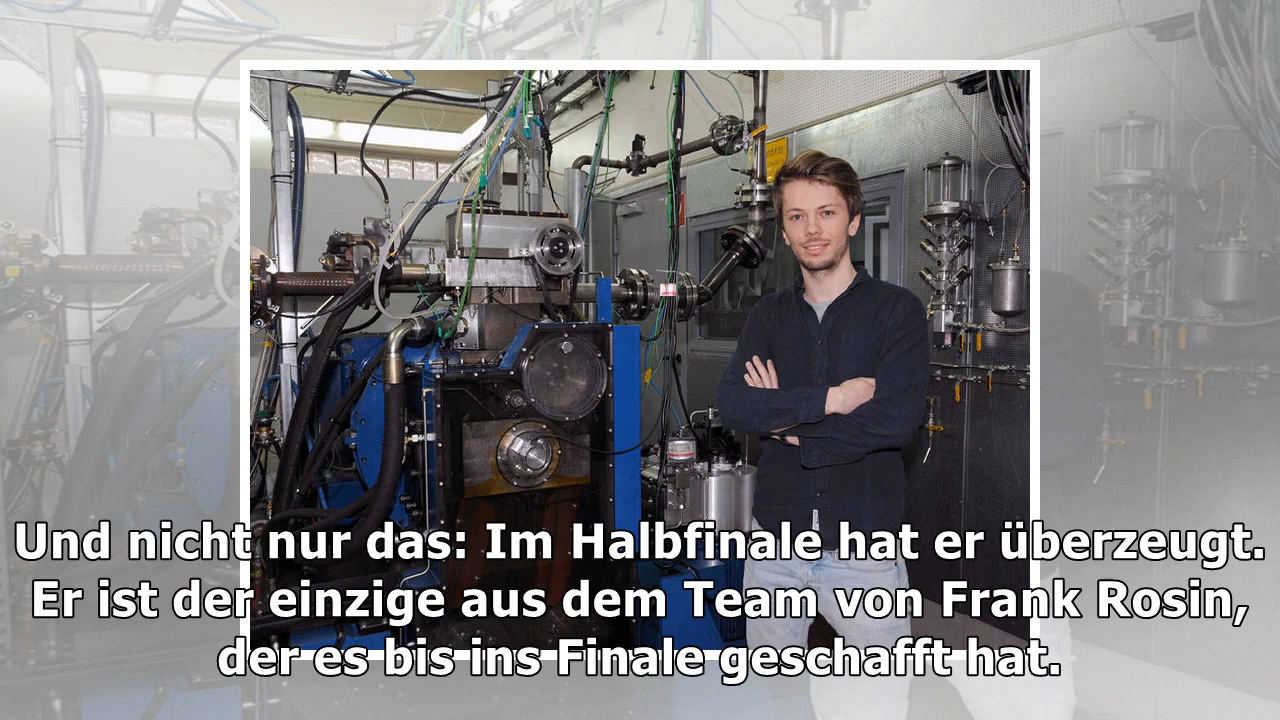 Und nicht nur das: Im Halbfinale hat er überzeugt.
Er ist der einzige aus dem Team von Frank Rosin,
der es bis ins Finale geschafft hat.